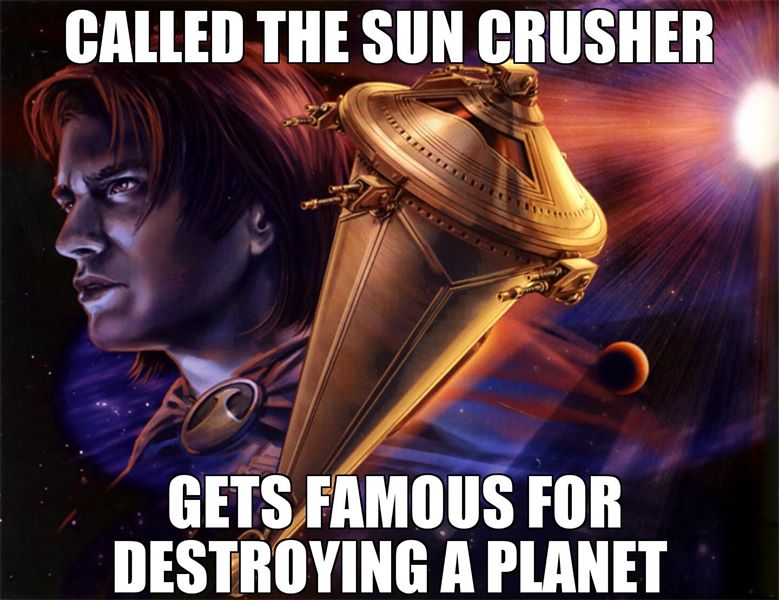 CALLED THE SUN CRUSHER
GETS FAMOUS FOR
DESTROYING A PLANET